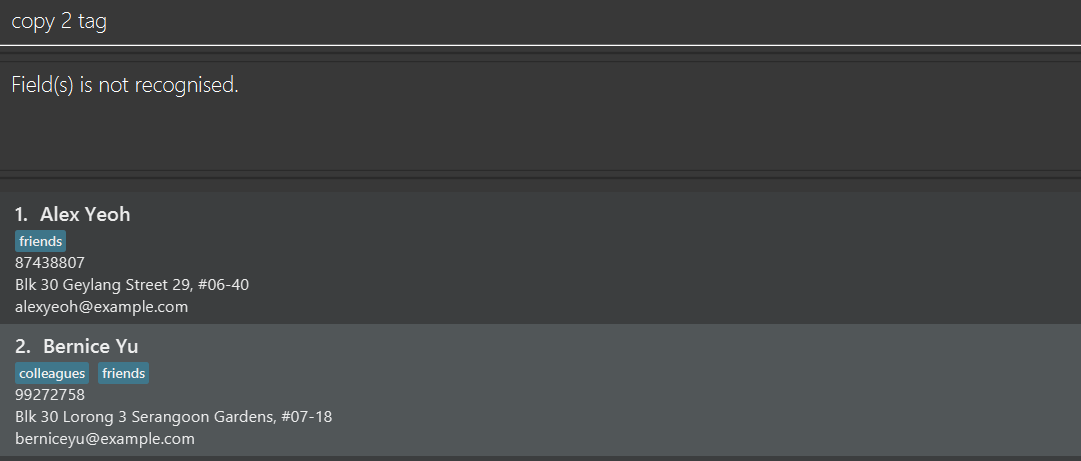 copy 2 tag
Field(s) is not recognised.
1. Alex Yeoh
friends
87438807
Blk 30 Geylang Street 29, #06-40
alexyeoh@example.com
2. Bernice Yu
colleagues friends
99272758
Blk 30 Lorong 3 Serangoon Gardens, #07-18
berniceyu@example.com